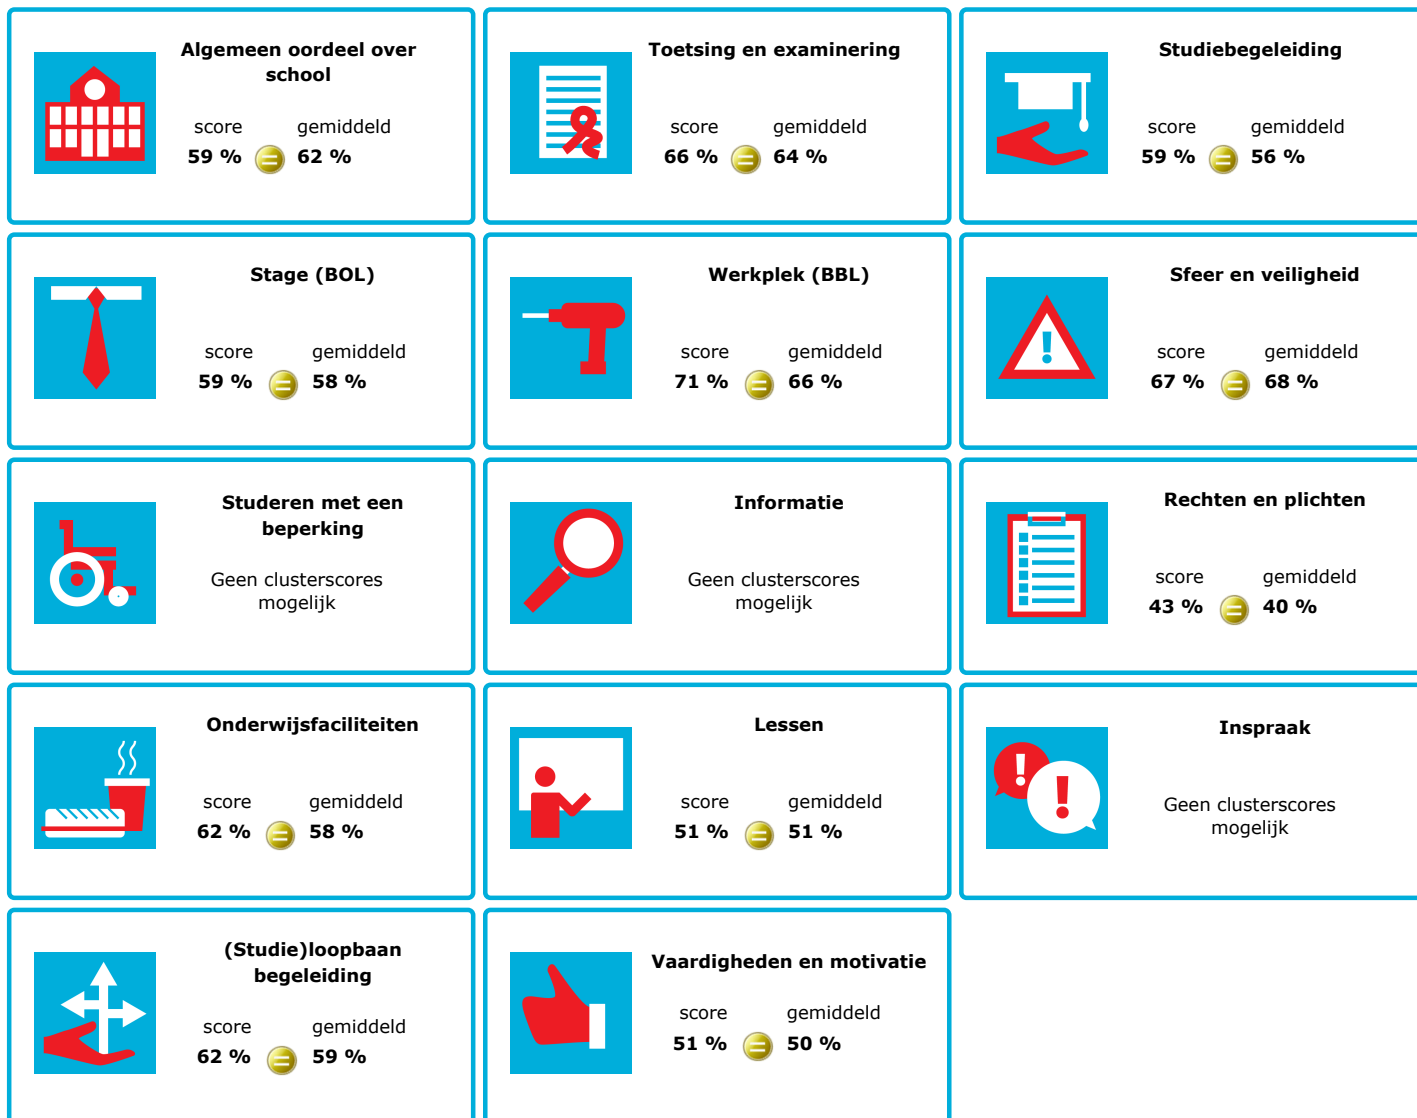 Algemeen oordeel over
school
score gemiddeld
59 % = 62 %
Toetsing en examinering
score gemiddeld
66 % = 64 %
Studiebegeleiding
score gemiddeld
59 % = 56 %
Stage (BOL)
score gemiddeld
59 % = 58 %
Werkplek (BBL)
score gemiddeld
71 % = 66 %
Sfeer en veiligheid
!
score gemiddeld
67 % = 68 %
Studeren met een
beperking
Geen clusterscores
mogelijk
Informatie
Geen clusterscores
mogelijk
Rechten en plichten
score gemiddeld
43 % = 40 %
Onderwijsfaciliteiten
score gemiddeld
62 % = 58 %
Lessen
score gemiddeld
51 % = 51 %
Inspraak
! !
Geen clusterscores
mogelijk
(Studie)loopbaan
begeleiding
score gemiddeld
62 % = 59 %
Vaardigheden en motivatie
score gemiddeld
51 % = 50 %